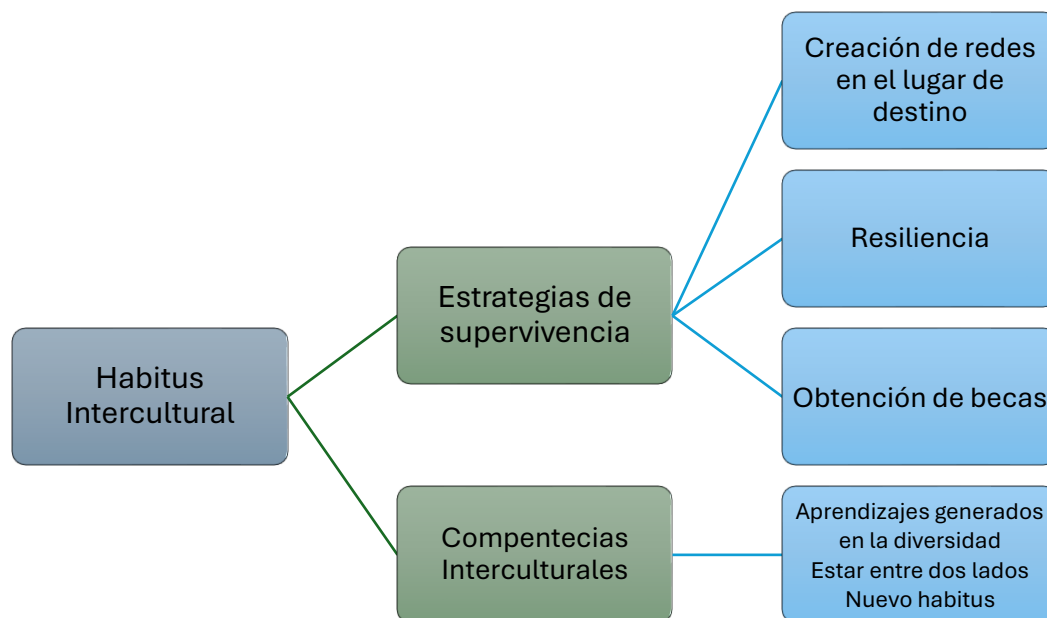 Habitus
Intercultural
Estrategias de
supervivencia
Creación de redes
en el lugar de
destino
Resiliencia
Obtención de becas
Compentecias
Interculturales
Aprendizajes generados
en la diversidad
Estar entre dos lados
Nuevo habitus